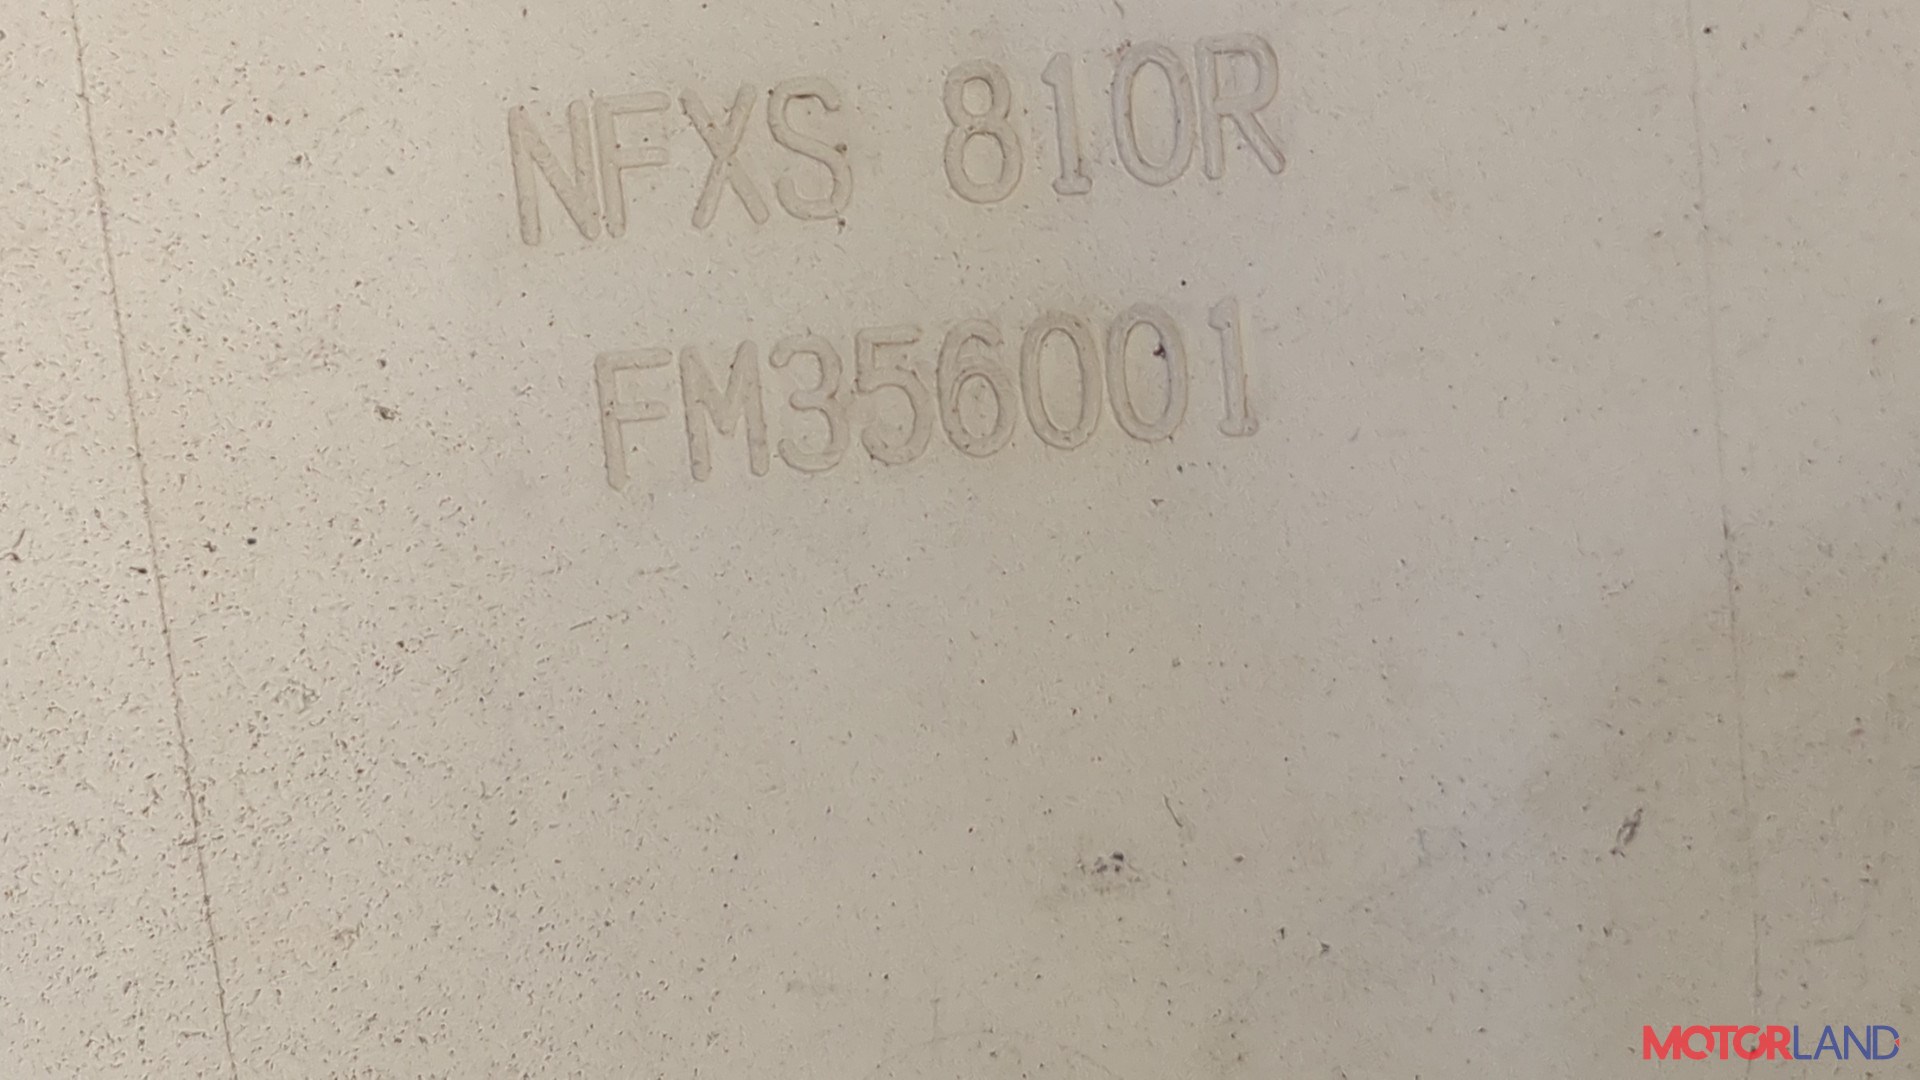 NFXS 810R
FM356001
MOTORLAND